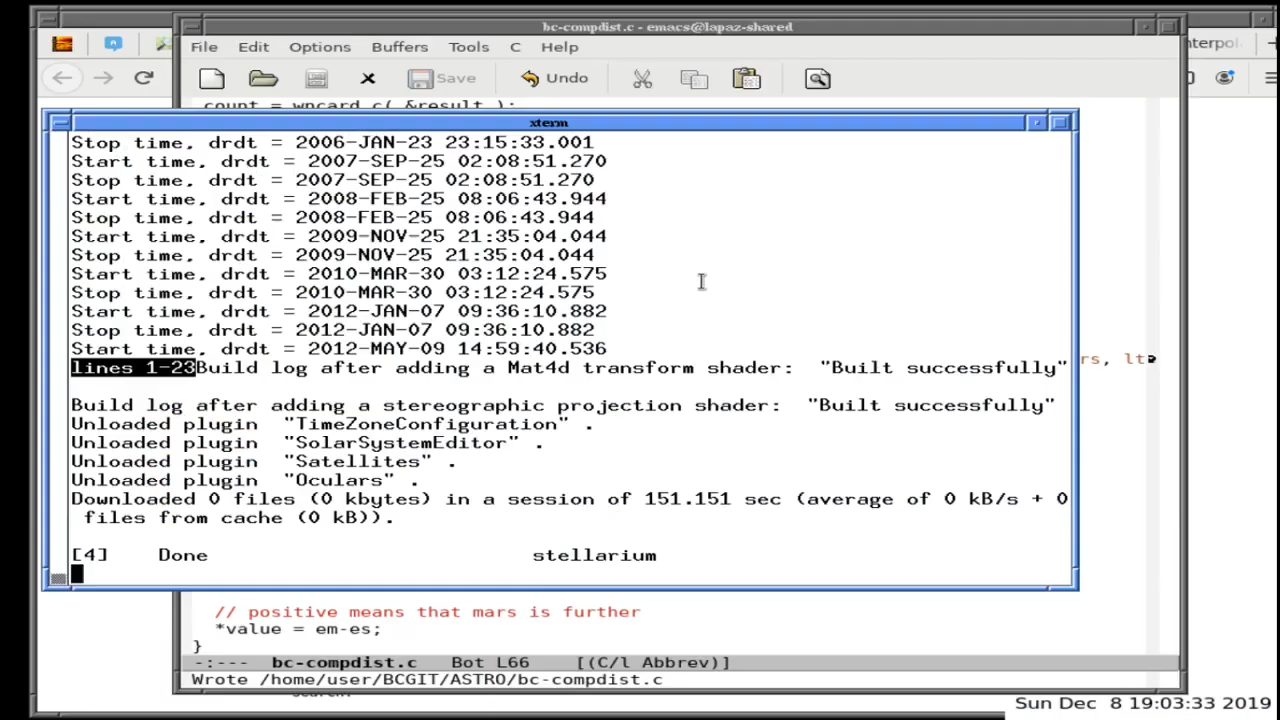 bc-compdist.c - emacs@lapaz-shared
File Edit Options Buffers Tools C Help
nterpol
Save Undo
count = wncard_c( &result );
xterm
Stop time, drdt = 2006-JAN-23 23:15:33.001
Start time, drdt = 2007-SEP-25 02:08:51.270
Stop time, drdt = 2007-SEP-25 02:08:51.270
Start time, drdt = 2008-FEB-25 08:06:43.944
Stop time, drdt = 2008-FEB-25 08:06:43.944
Start time, drdt = 2009-NOV-25 21:35:04.044
Stop time, drdt = 2009-NOV-25 21:35:04.044
Start time, drdt = 2010-MAR-30 03:12:24.575
Stop time, drdt = 2010-MAR-30 03:12:24.575
Start time, drdt = 2012-JAN-07 09:36:10.882
Stop time, drdt = 2012-JAN-07 09:36:10.882
Start time, drdt = 2012-MAY-09 14:59:40.536
lines 1-23Build log after adding a Mat4d transform shader:  "Built successfully"
rs, lt
Build log after adding a stereographic projection shader:  "Built successfully"
Unloaded plugin  "TimeZoneConfiguration" .
Unloaded plugin  "SolarSystemEditor" .
Unloaded plugin  "Satellites" .
Unloaded plugin  "Oculars" .
Downloaded 0 files (0 kbytes) in a session of 151.151 sec (average of 0 kB/s + 0
files from cache (0 kB)).
[4]    Done                          stellarium
// positive means that mars is further
*value = em-es;
}
-:---  bc-compdist.c   Bot L66    [(C/l Abbrev)]
Wrote /home/user/BCGIT/ASTRO/bc-compdist.c
Sun Dec  8 19:03:33 2019